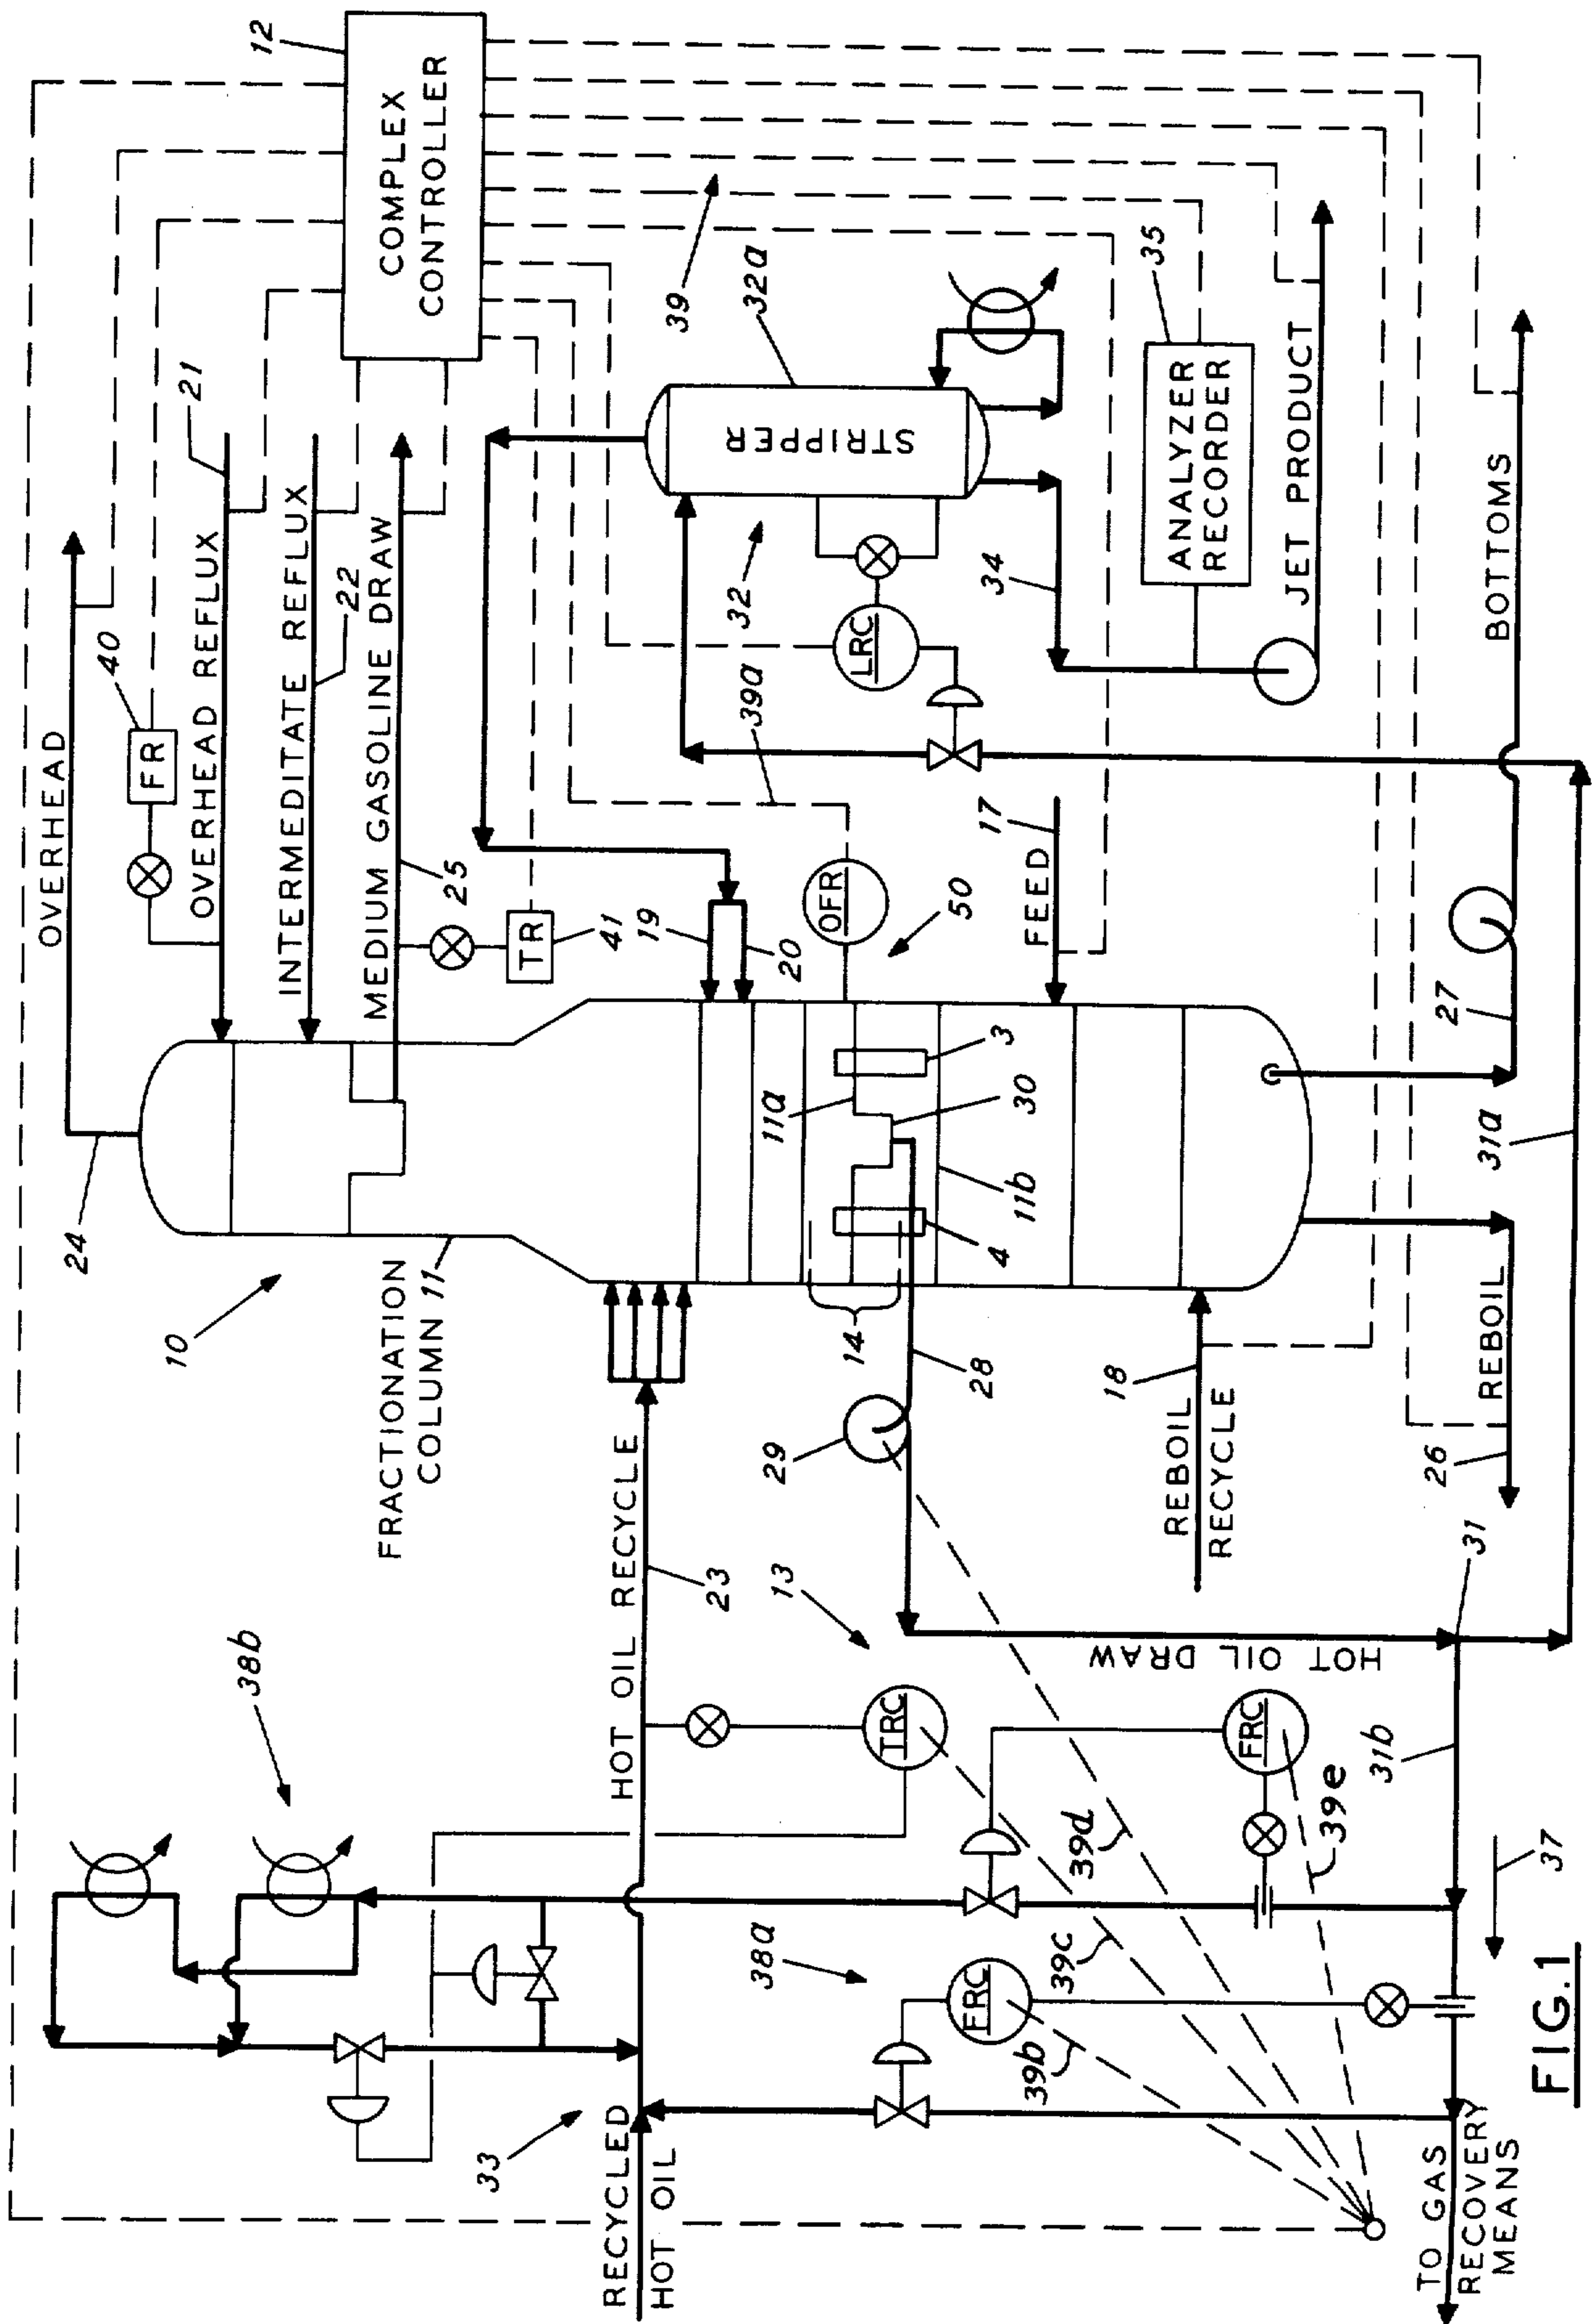 12
COMPLEX
CONTROLLER
OVERHEAD
24
40
FR
OVERHEAD REFLUX
21
INTERMEDITATE REFLUX
22
MEDIUM GASOLINE DRAW
25
TR
41
10
FRACTIONATION
COLUMN 11
38b
HOT OIL RECYCLE
23
33
RECYCLED
HOT OIL
19
20
39
39a
OFR
50
11a
3
30
11b
4
14
28
29
13
TRC
32
32a
STRIPPER
LRC
34
35
ANALYZER
RECORDER
JET PRODUCT
FEED
17
18
REBOIL
RECYCLE
HOT OIL DRAW
38a
FRC
39b
39c
39d
39e
FRC
31
31a
31b
37
26
REBOIL
27
BOTTOMS
TO GAS
RECOVERY
MEANS
FIG.1